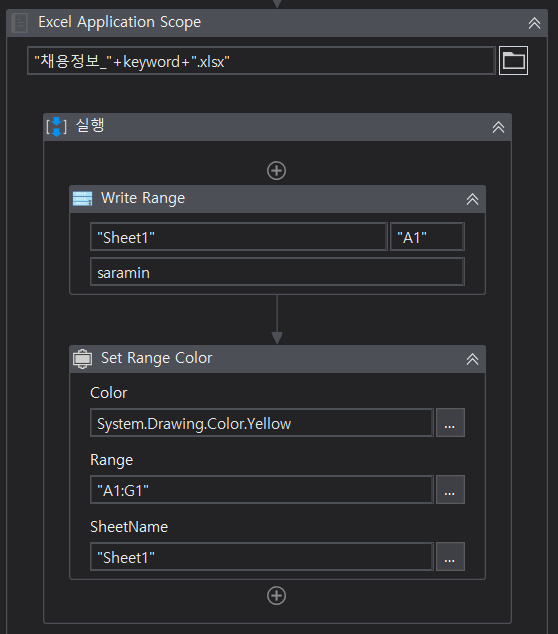 Excel Application Scope
"채용정보_"+keyword+".xlsx"
실행
Write Range
"Sheet1" "A1"
saramin
Set Range Color
Color
System.Drawing.Color.Yellow ...
Range
"A1:G1" ...
SheetName
"Sheet1" ...